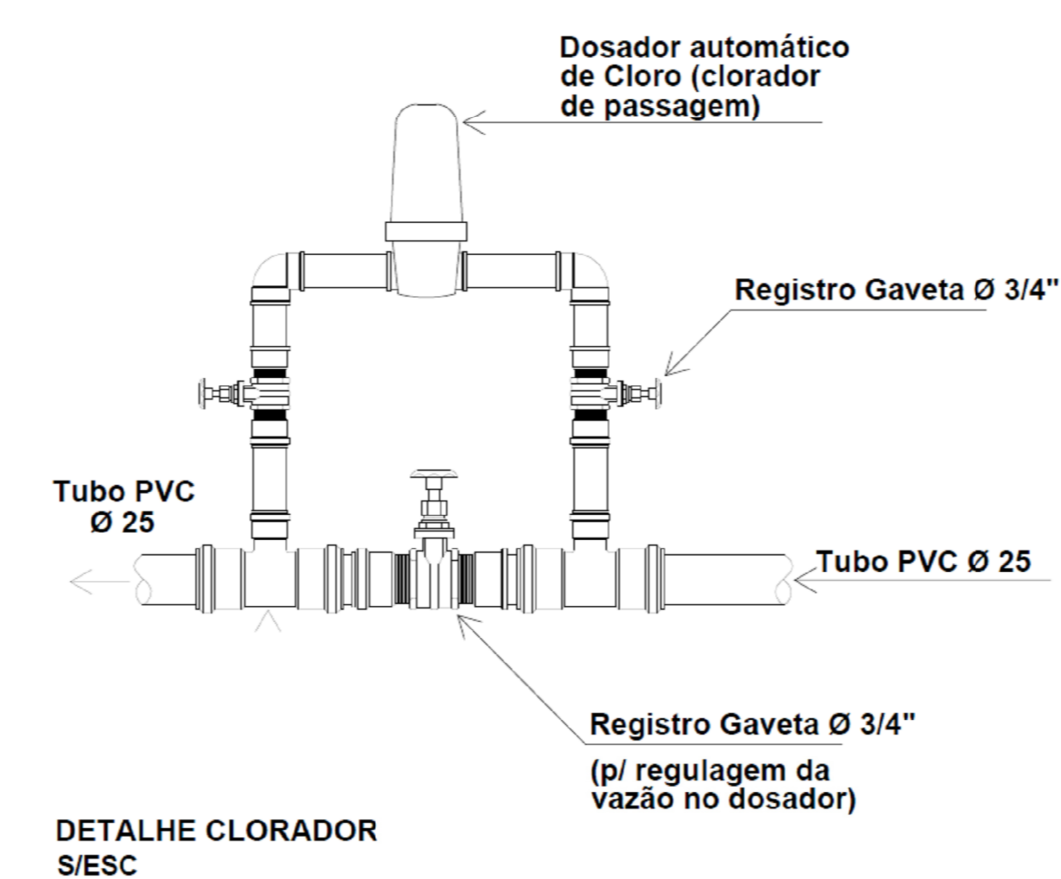 Dosador automático
de Cloro (clorador
de passagem)
Registro Gaveta Ø 3/4"
Tubo PVC
Ø 25
Tubo PVC Ø 25
Registro Gaveta Ø 3/4"
(p/ regulagem da
vazão no dosador)
DETALHE CLORADOR
S/ESC